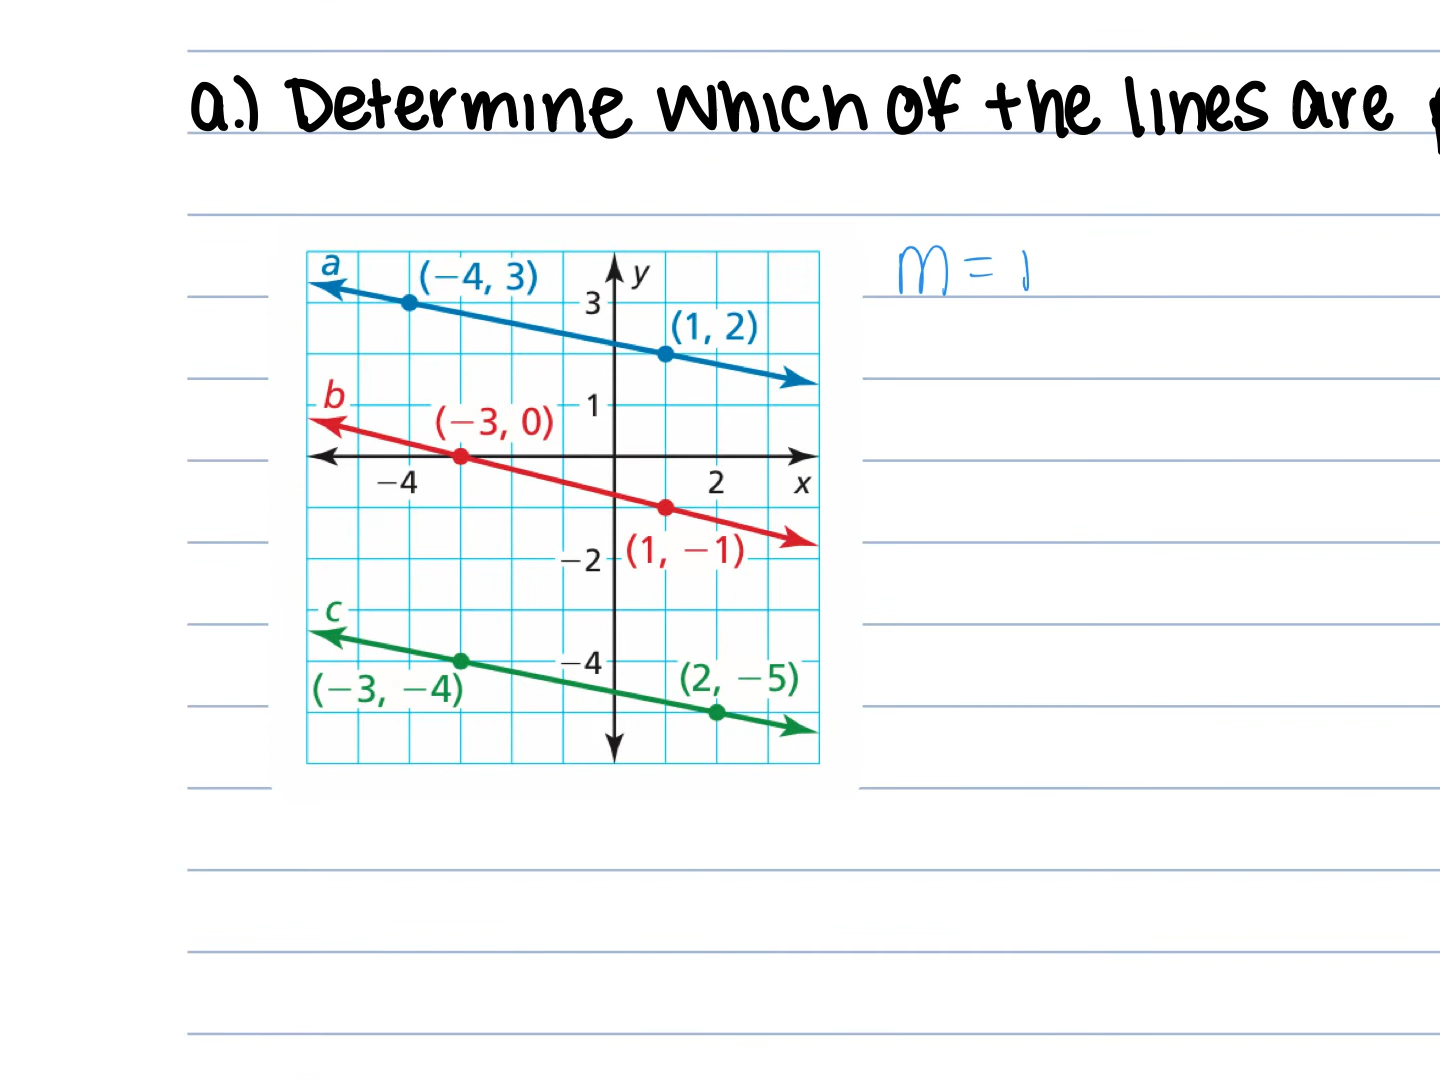 a.) Determine which of the lines are
m =
a
(−4, 3)
y
3
(1, 2)
b
(−3, 0)
1
−4
2
x
−2
(1, −1)
c
−4
(2, −5)
(−3, −4)